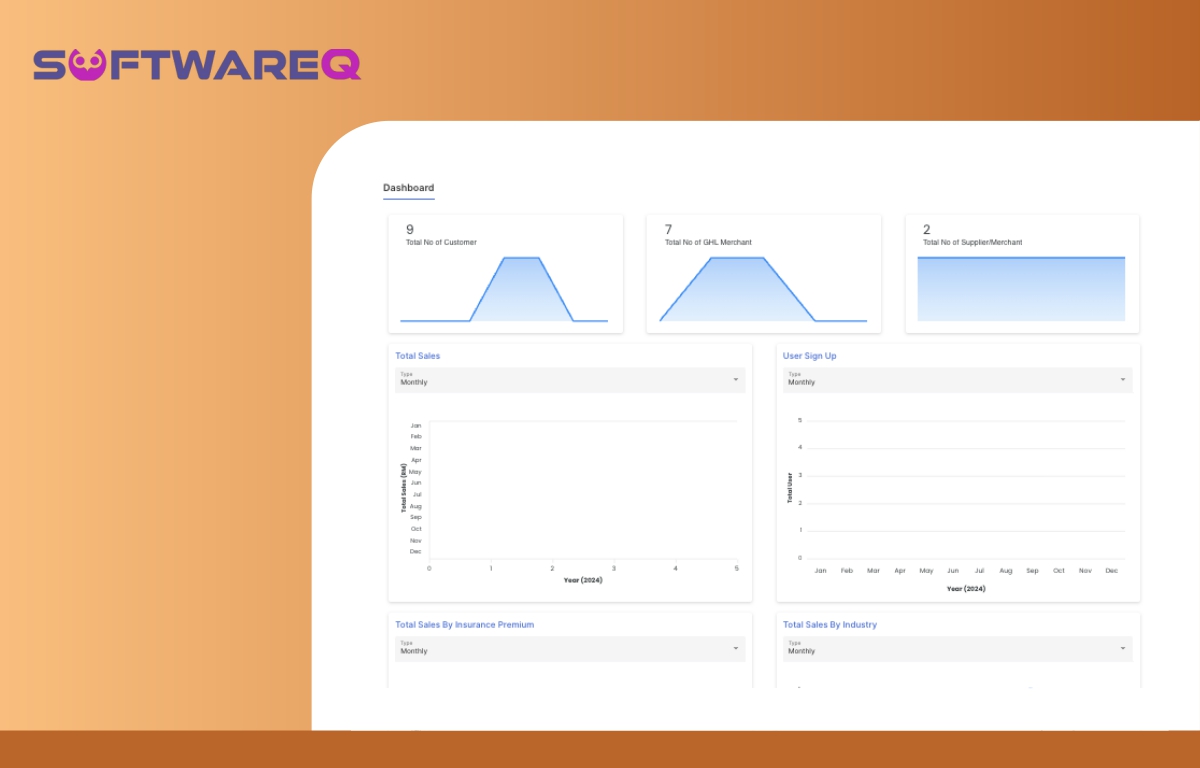 SOFTWAREQ
Dashboard
9
Total No of Customer
7
Total No of GHL Merchant
2
Total No of Supplier/Merchant
Total Sales
Type
Monthly
Total Sales (RM)
Jan
Feb
Mar
Apr
May
Jun
Jul
Aug
Sep
Oct
Nov
Dec
0 1 2 3 4 5
Year (2024)
User Sign Up
Type
Monthly
Total User
5
4
3
2
1
0
Jan Feb Mar Apr May Jun Jul Aug Sep Oct Nov Dec
Year (2024)
Total Sales By Insurance Premium
Type
Monthly
Total Sales By Industry
Type
Monthly